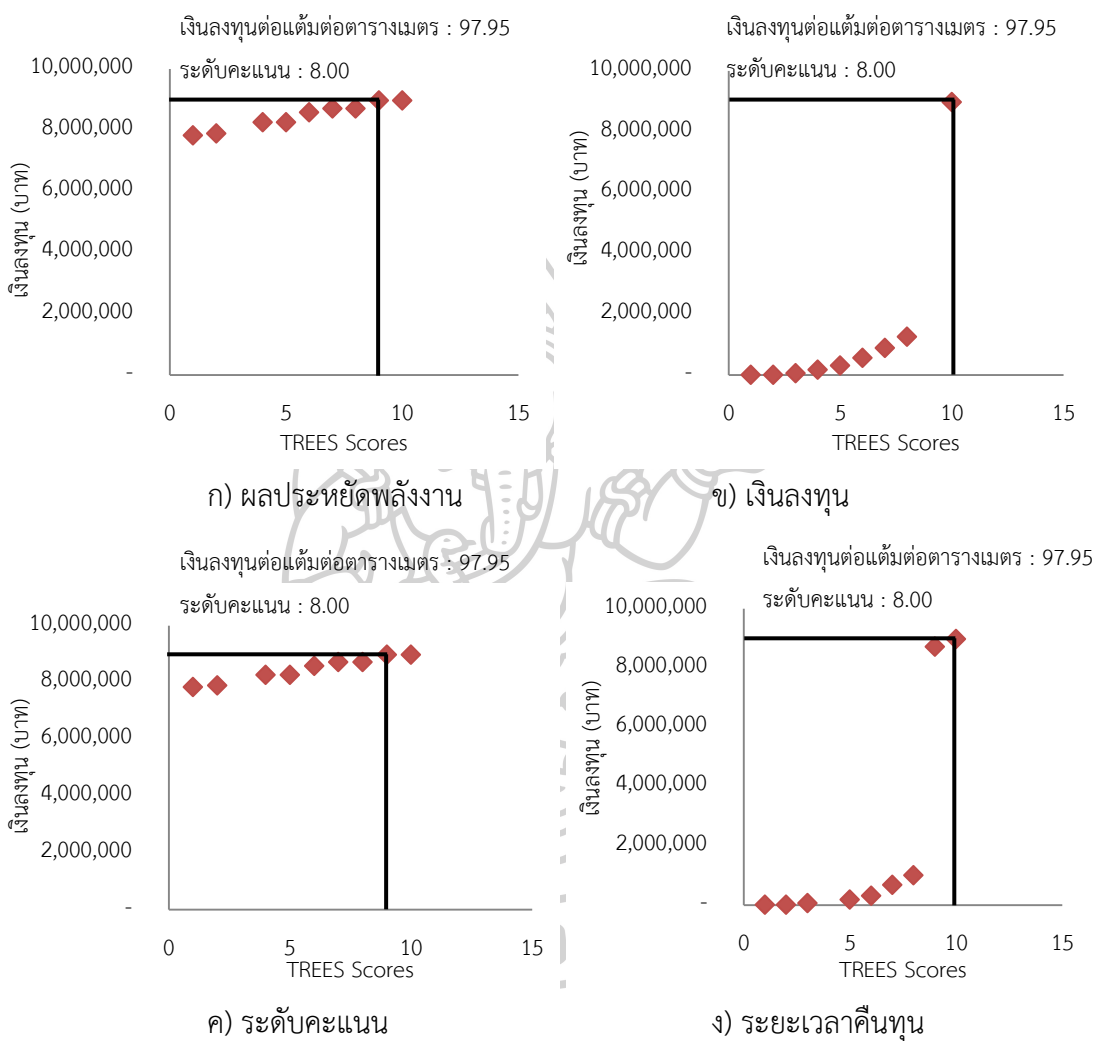 เงินลงทุนต่อแต้มต่อตารางเมตร : 97.95
ระดับคะแนน : 8.00
10,000,000
8,000,000
6,000,000
4,000,000
2,000,000
-
เงินลงทุน (บาท)
0 5 10 15
TREES Scores
ก) ผลประหยัดพลังงาน
เงินลงทุนต่อแต้มต่อตารางเมตร : 97.95
ระดับคะแนน : 8.00
10,000,000
8,000,000
6,000,000
4,000,000
2,000,000
-
เงินลงทุน (บาท)
0 5 10 15
TREES Scores
ข) เงินลงทุน
เงินลงทุนต่อแต้มต่อตารางเมตร : 97.95
ระดับคะแนน : 8.00
10,000,000
8,000,000
6,000,000
4,000,000
2,000,000
-
เงินลงทุน (บาท)
0 5 10 15
TREES Scores
ค) ระดับคะแนน
เงินลงทุนต่อแต้มต่อตารางเมตร : 97.95
ระดับคะแนน : 8.00
10,000,000
8,000,000
6,000,000
4,000,000
2,000,000
-
เงินลงทุน (บาท)
0 5 10 15
TREES Scores
ง) ระยะเวลาคืนทุน